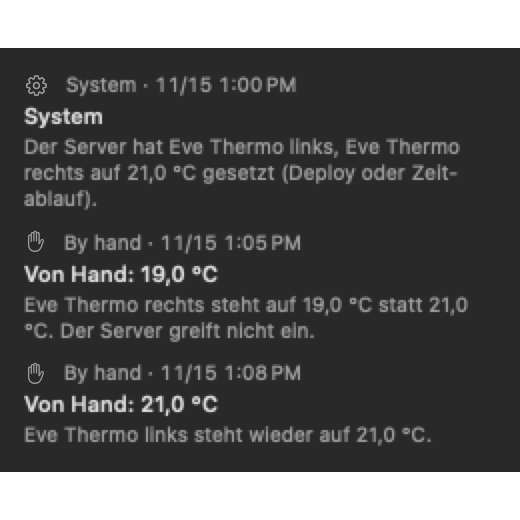 System · 11/15 1:00 PM
System
Der Server hat Eve Thermo links, Eve Thermo
rechts auf 21,0 °C gesetzt (Deploy oder Zeit-
ablauf).
By hand · 11/15 1:05 PM
Von Hand: 19,0 °C
Eve Thermo rechts steht auf 19,0 °C statt 21,0
°C. Der Server greift nicht ein.
By hand · 11/15 1:08 PM
Von Hand: 21,0 °C
Eve Thermo links steht wieder auf 21,0 °C.